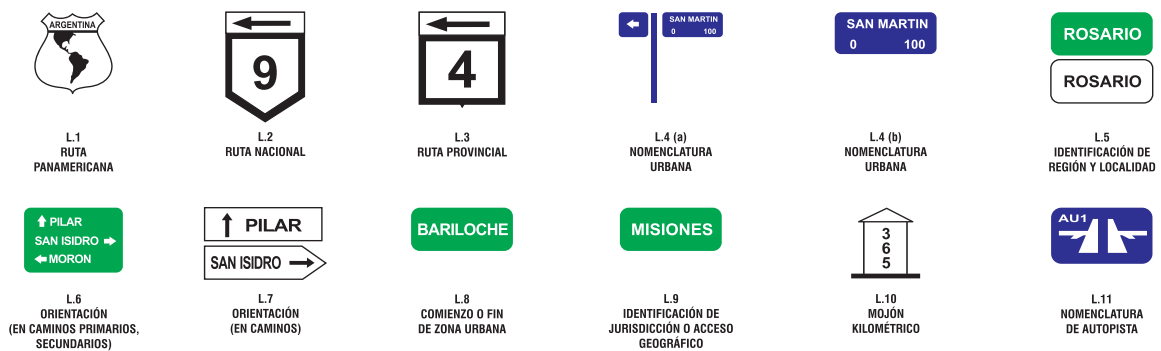 ARGENTINA
L.1
RUTA
PANAMERICANA
9
L.2
RUTA NACIONAL
4
L.3
RUTA PROVINCIAL
SAN MARTIN
0 100
L.4 (a)
NOMENCLATURA
URBANA
SAN MARTIN
0 100
L.4 (b)
NOMENCLATURA
URBANA
ROSARIO
ROSARIO
L.5
IDENTIFICACIÓN DE
REGIÓN Y LOCALIDAD
PILAR
SAN ISIDRO
MORON
L.6
ORIENTACIÓN
(EN CAMINOS PRIMARIOS,
SECUNDARIOS)
PILAR
SAN ISIDRO
L.7
ORIENTACIÓN
(EN CAMINOS)
BARILOCHE
L.8
COMIENZO O FIN
DE ZONA URBANA
MISIONES
L.9
IDENTIFICACIÓN DE
JURISDICCIÓN O ACCESO
GEOGRÁFICO
3
6
5
L.10
MOJÓN
KILOMÉTRICO
AU1
L.11
NOMENCLATURA
DE AUTOPISTA